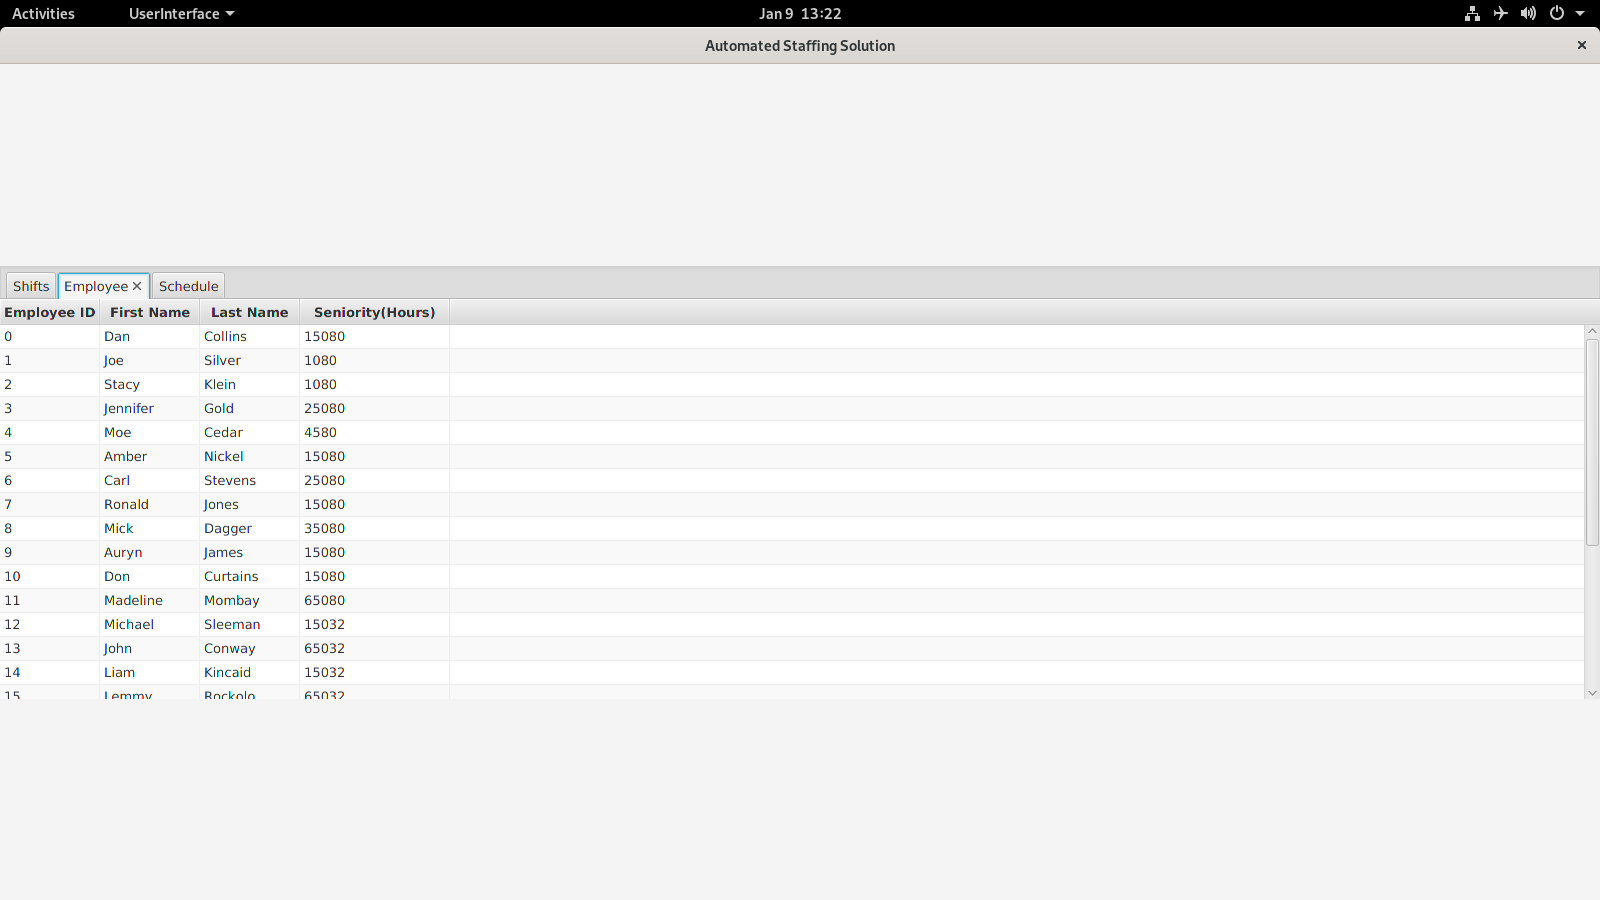 Activities UserInterface Jan 9 13:22
Automated Staffing Solution
Shifts Employee Schedule
Employee ID First Name Last Name Seniority(Hours)
0 Dan Collins 15080
1 Joe Silver 1080
2 Stacy Klein 1080
3 Jennifer Gold 25080
4 Moe Cedar 4580
5 Amber Nickel 15080
6 Carl Stevens 25080
7 Ronald Jones 15080
8 Mick Dagger 35080
9 Auryn James 15080
10 Don Curtains 15080
11 Madeline Mombay 65080
12 Michael Sleeman 15032
13 John Conway 65032
14 Liam Kincaid 15032
15 Lemmy Rockolo 65032